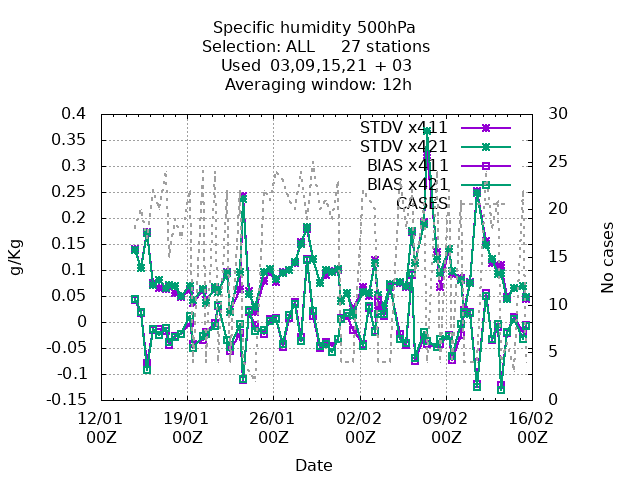 Specific humidity 500hPa
Selection: ALL 27 stations
Used 03,09,15,21 + 03
Averaging window: 12h
0.4
0.35
0.3
0.25
0.2
0.15
0.1
0.05
0
-0.05
-0.1
-0.15
g/Kg
STDV x411
STDV x421
BIAS x411
BIAS x421
CASES
30
25
20
15
10
5
0
No cases
12/01 19/01 26/01 02/02 09/02 16/02
00Z 00Z 00Z 00Z 00Z 00Z
Date